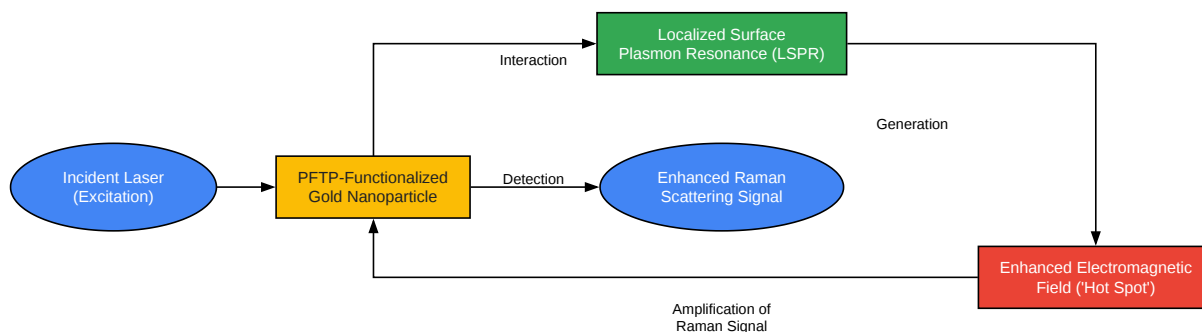 Localized Surface
Plasmon Resonance (LSPR)
Interaction
Generation
Incident Laser
(Excitation)
PFTP-Functionalized
Gold Nanoparticle
Detection
Enhanced Raman
Scattering Signal
Enhanced Electromagnetic
Field ('Hot Spot')
Amplification of
Raman Signal